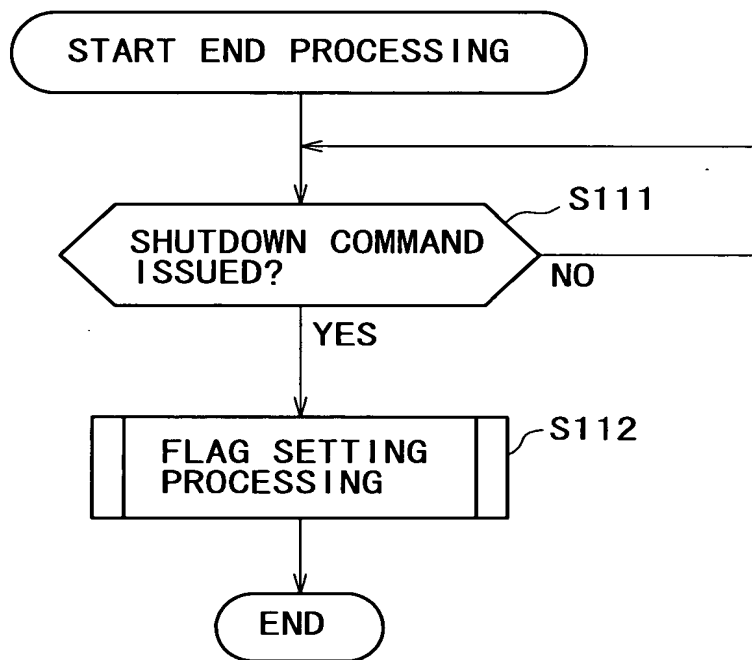 START END PROCESSING
S111
SHUTDOWN COMMAND
ISSUED?
NO
YES
S112
FLAG SETTING
PROCESSING
END